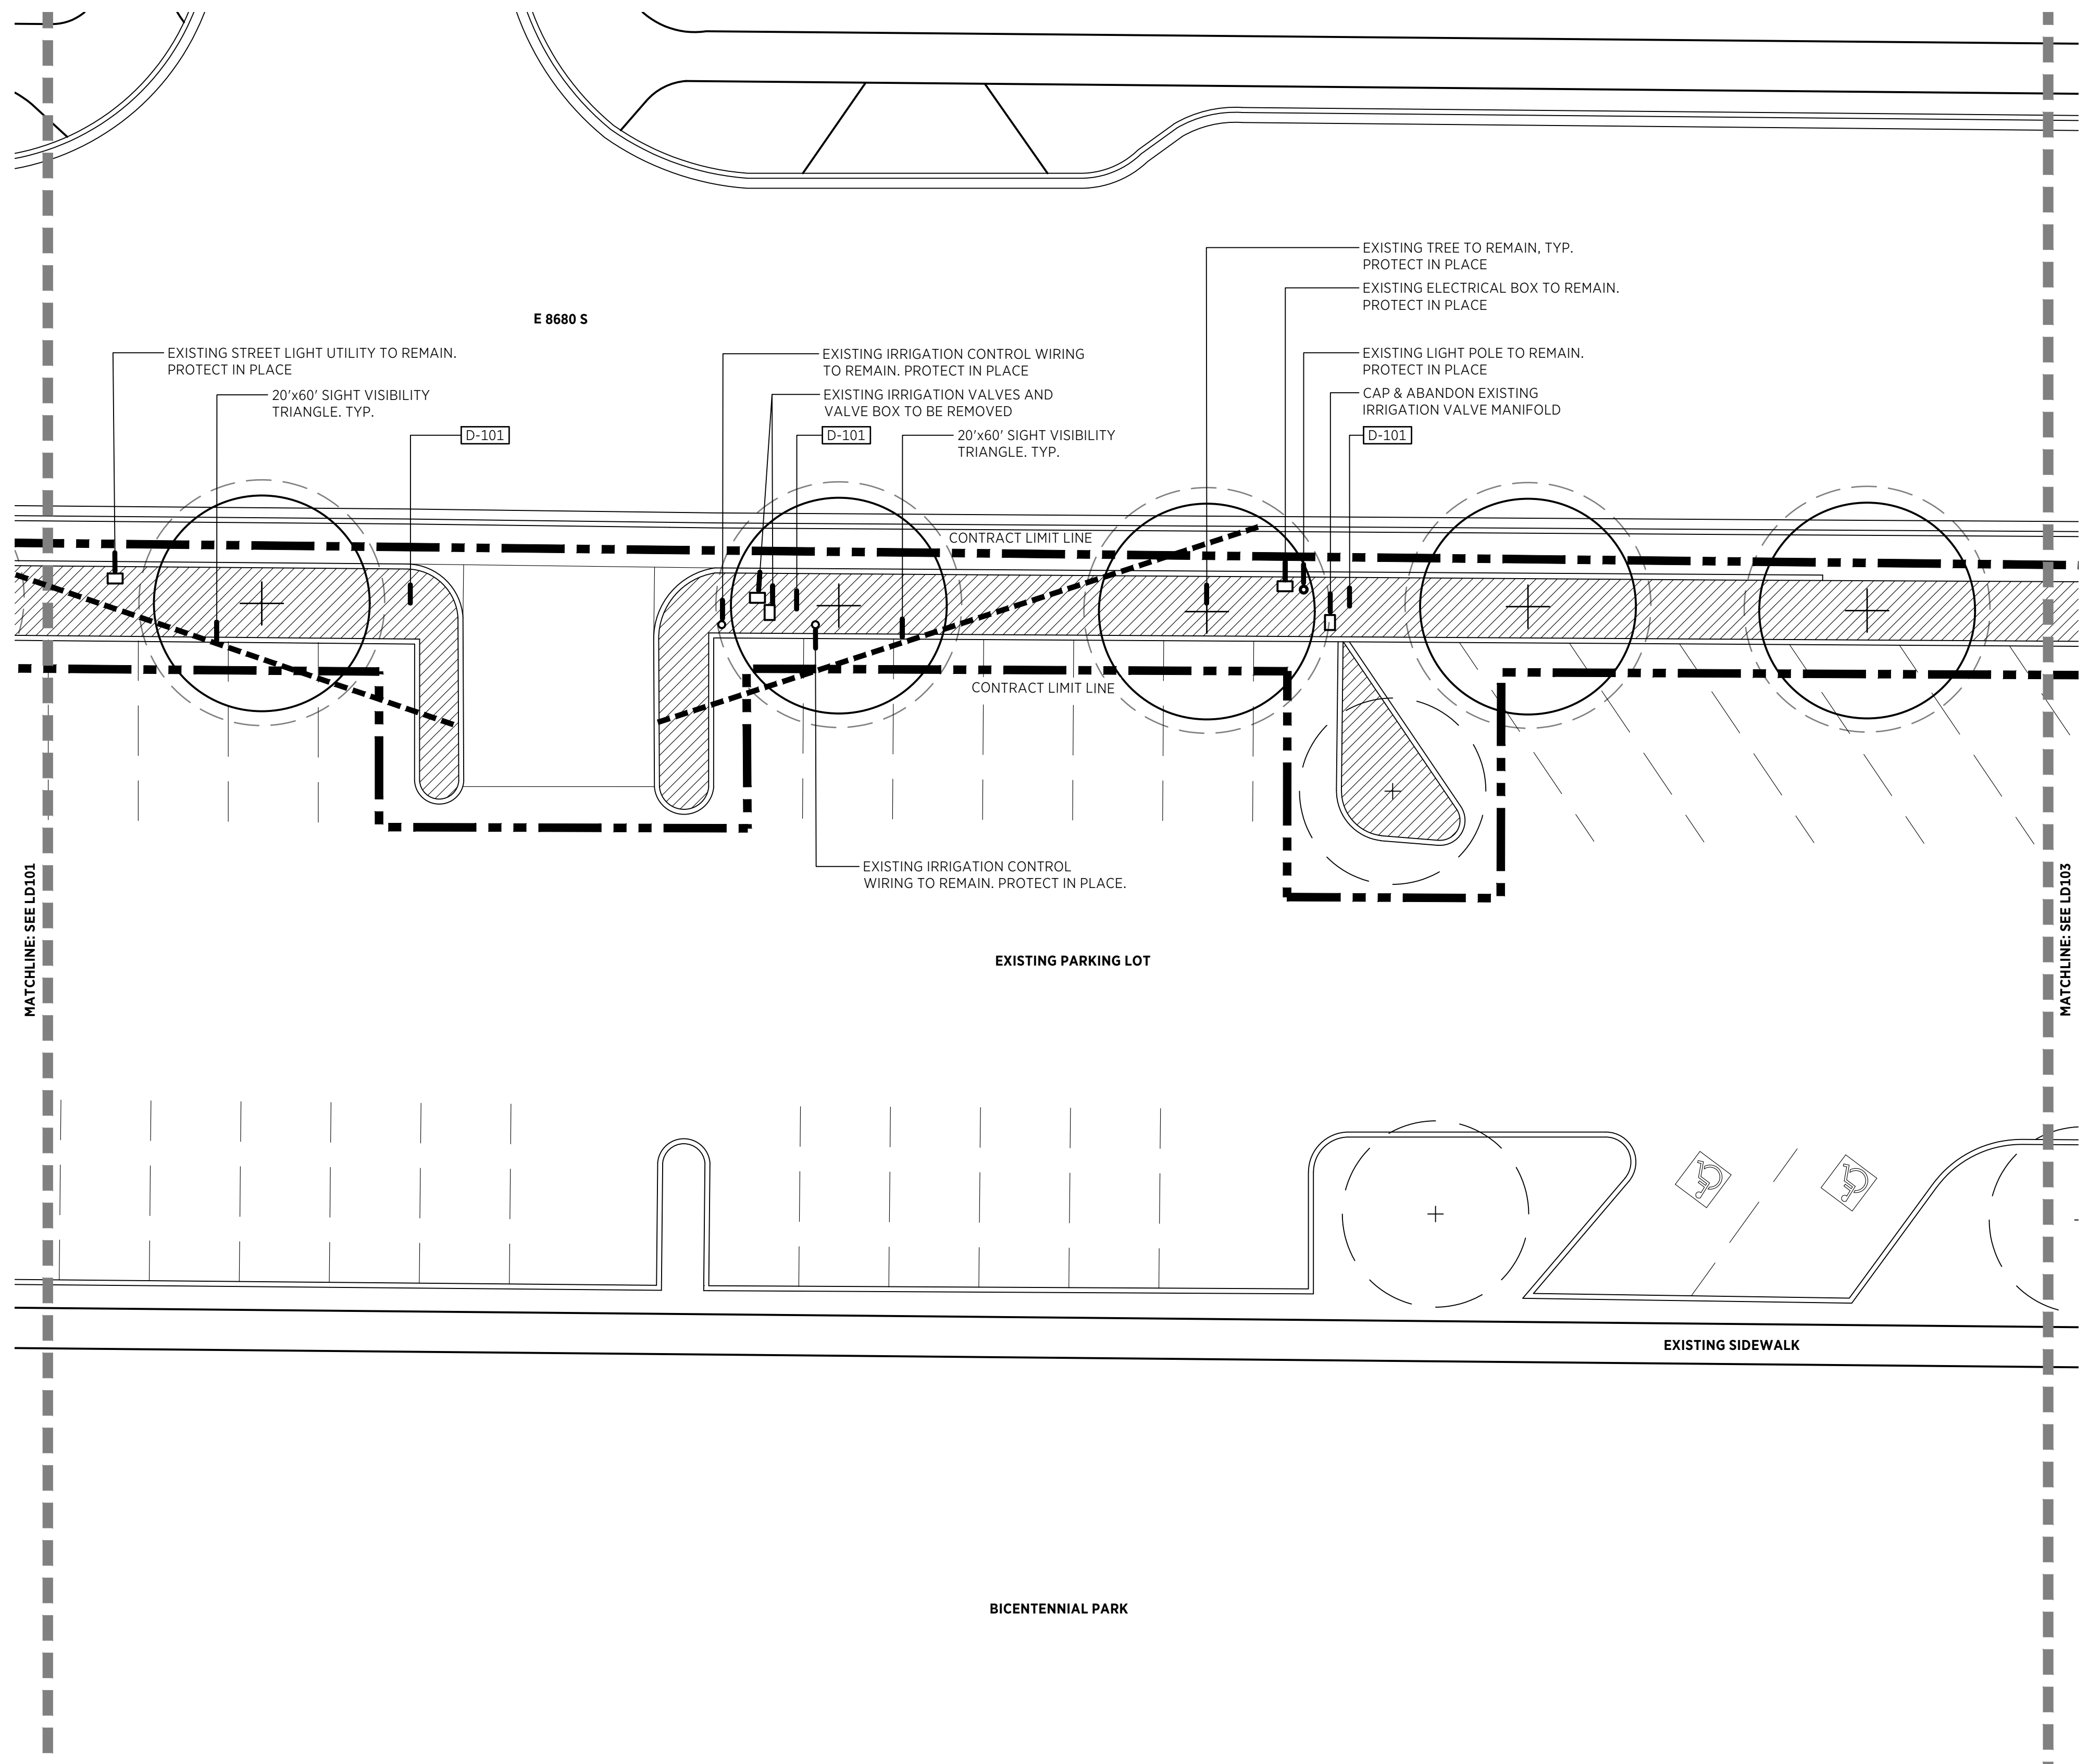 EXISTING TREE TO REMAIN, TYP.
PROTECT IN PLACE
EXISTING ELECTRICAL BOX TO REMAIN.
PROTECT IN PLACE
E 8680 S
EXISTING STREET LIGHT UTILITY TO REMAIN.
PROTECT IN PLACE
20'x60' SIGHT VISIBILITY
TRIANGLE. TYP.
D-101
EXISTING IRRIGATION CONTROL WIRING
TO REMAIN. PROTECT IN PLACE
EXISTING IRRIGATION VALVES AND
VALVE BOX TO BE REMOVED
D-101
20'x60' SIGHT VISIBILITY
TRIANGLE. TYP.
EXISTING LIGHT POLE TO REMAIN.
PROTECT IN PLACE
CAP & ABANDON EXISTING
IRRIGATION VALVE MANIFOLD
D-101
CONTRACT LIMIT LINE
CONTRACT LIMIT LINE
EXISTING IRRIGATION CONTROL
WIRING TO REMAIN. PROTECT IN PLACE.
MATCHLINE: SEE LD101
MATCHLINE: SEE LD103
EXISTING PARKING LOT
EXISTING SIDEWALK
BICENTENNIAL PARK